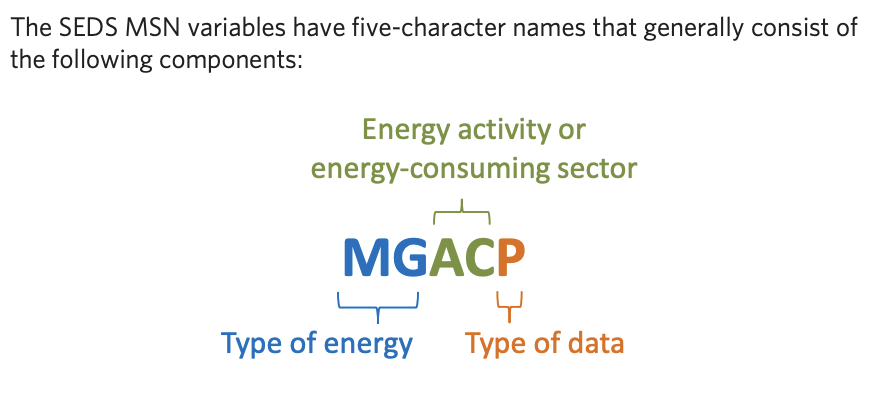 The SEDS MSN variables have five-character names that generally consist of
the following components:
Energy activity or
energy-consuming sector
MGACP
Type of energy
Type of data